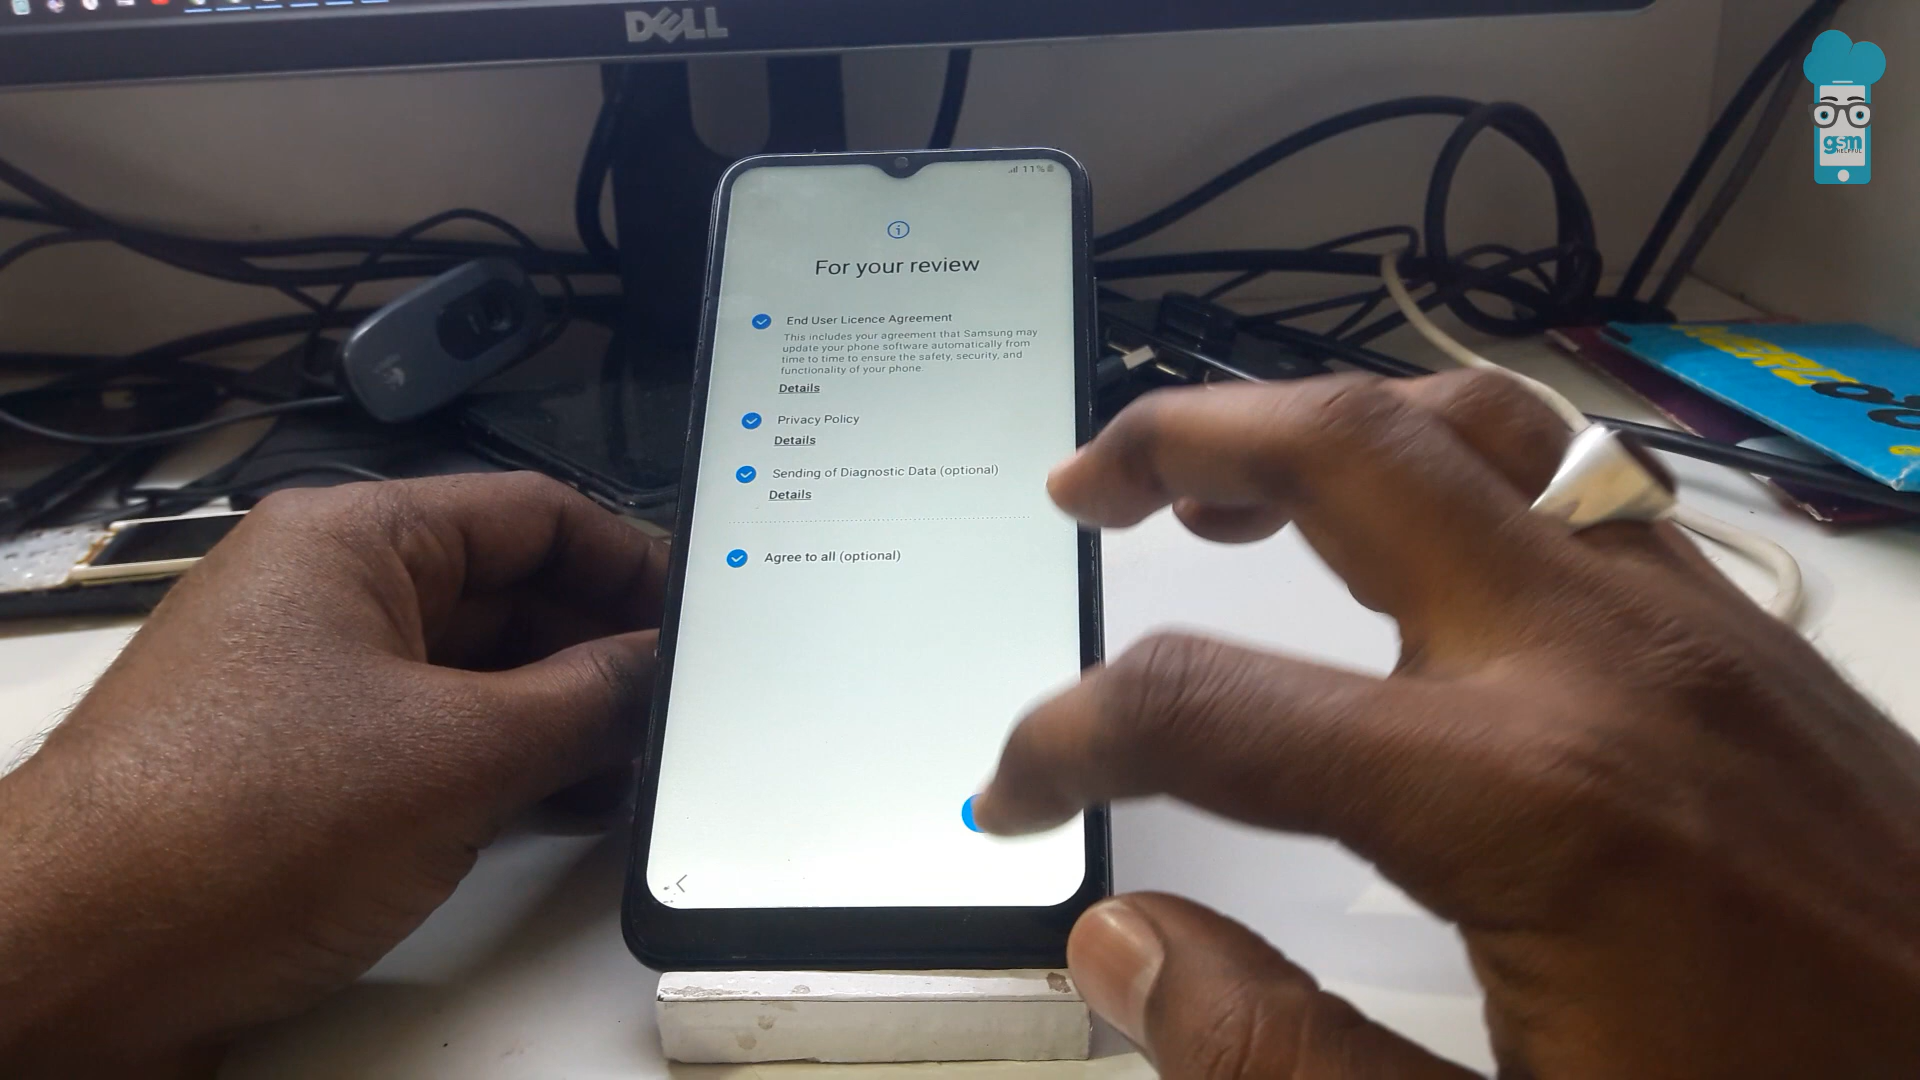 DELL
gsm
HELPFUL
11%
For your review
End User Licence Agreement
This includes your agreement that Samsung may
update your phone software automatically from
time to time to ensure the safety, security, and
functionality of your phone.
Details
Privacy Policy
Details
Sending of Diagnostic Data (optional)
Details
Agree to all (optional)